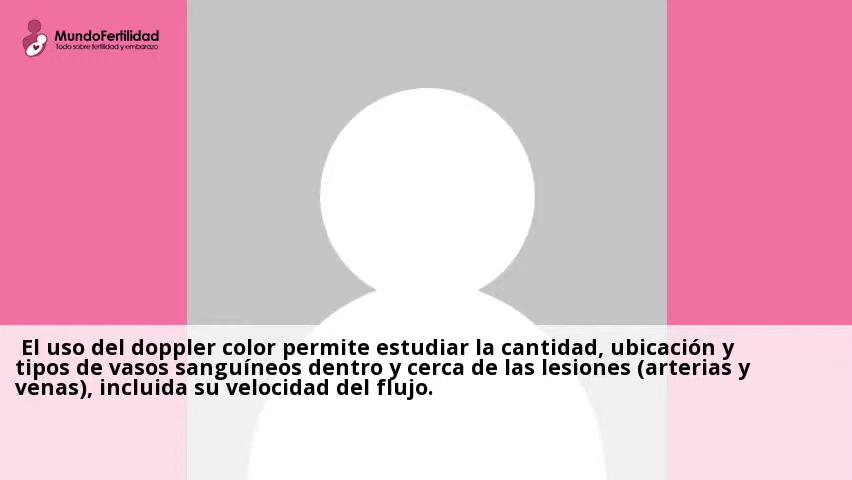 MundoFertilidad
Todo sobre fertilidad y embarazo
El uso del doppler color permite estudiar la cantidad, ubicación y
tipos de vasos sanguíneos dentro y cerca de las lesiones (arterias y
venas), incluida su velocidad del flujo.